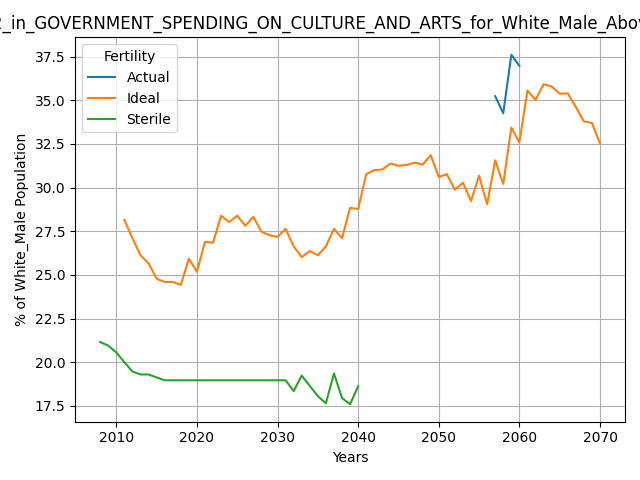 _in_GOVERNMENT_SPENDING_ON_CULTURE_AND_ARTS_for_White_Male_Abov
Fertility
Actual
Ideal
Sterile
% of White_Male Population
37.5
35.0
32.5
30.0
27.5
25.0
22.5
20.0
17.5
2010 2020 2030 2040 2050 2060 2070
Years